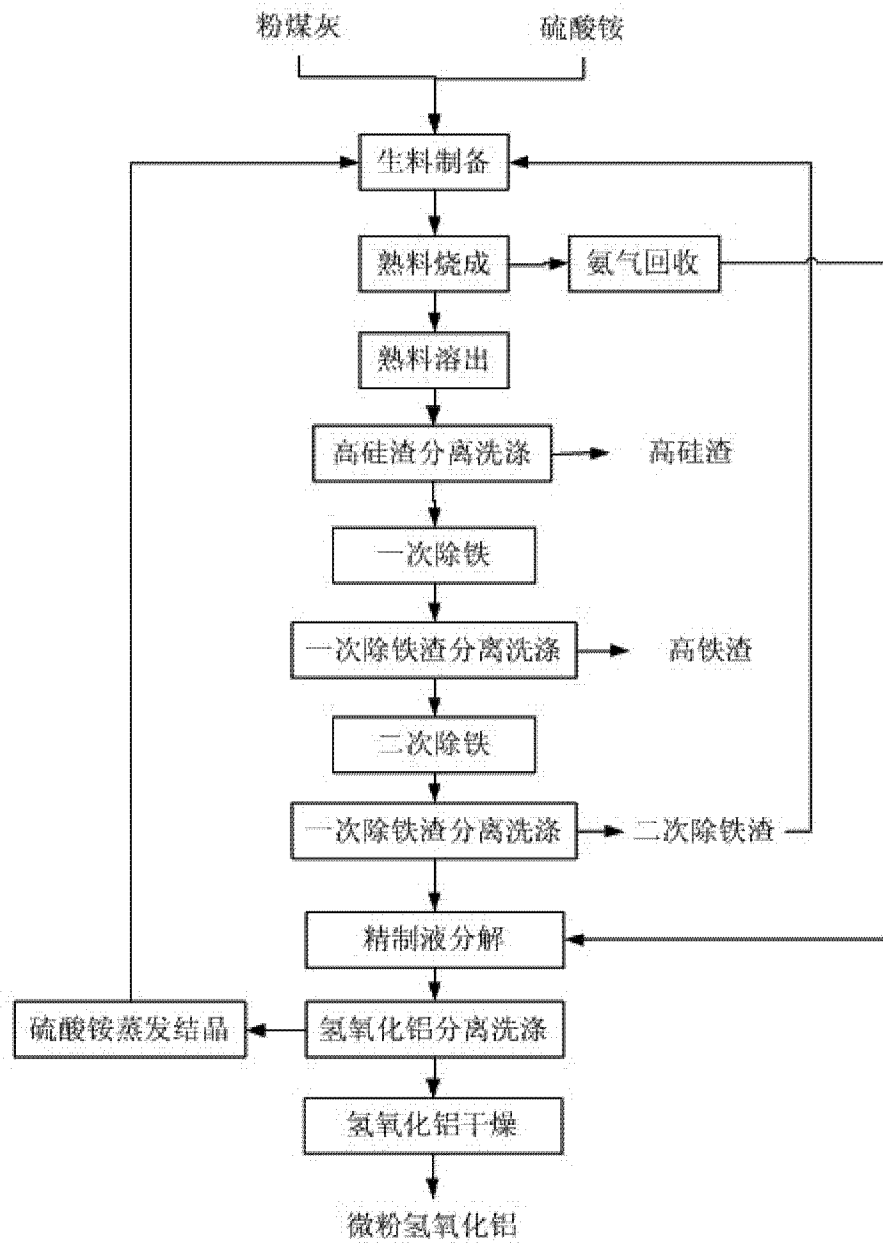 粉煤灰
硫酸铵
生料制备
熟料烧成
氨气回收
熟料溶出
高硅渣分离洗涤
高硅渣
一次除铁
一次除铁渣分离洗涤
高铁渣
二次除铁
一次除铁渣分离洗涤
二次除铁渣
精制液分解
硫酸铵蒸发结晶
氢氧化铝分离洗涤
氢氧化铝干燥
微粉氢氧化铝